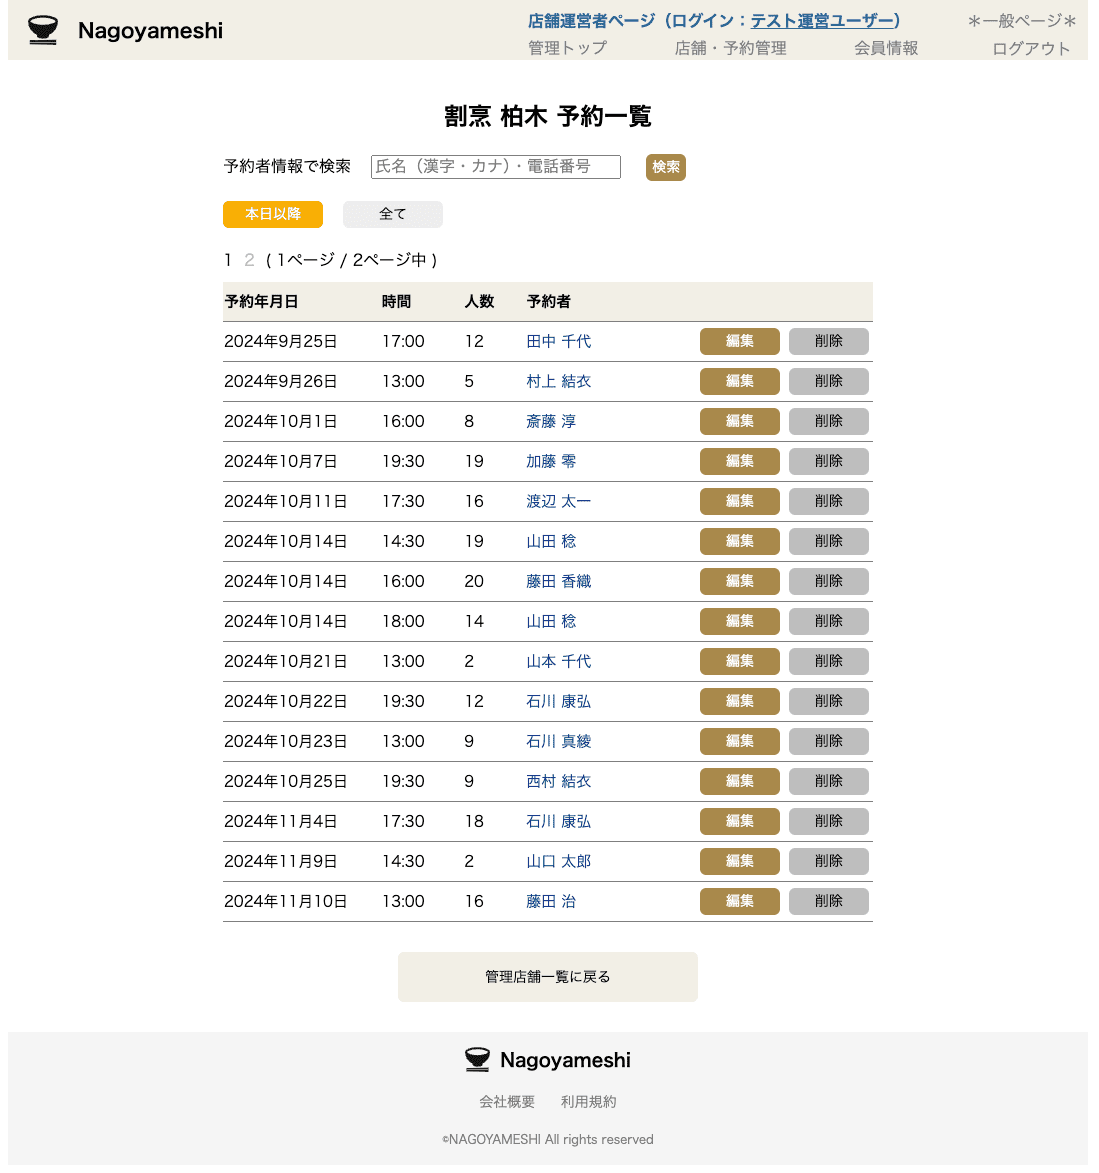 Nagoyameshi
店舗運営者ページ（ログイン：テスト運営ユーザー） ＊一般ページ＊
管理トップ 店舗・予約管理 会員情報 ログアウト
割烹 柏木 予約一覧
予約者情報で検索 氏名（漢字・カナ）・電話番号 検索
本日以降 全て
1 2 ( 1ページ / 2ページ中 )
予約年月日 時間 人数 予約者
2024年9月25日 17:00 12 田中 千代 編集 削除
2024年9月26日 13:00 5 村上 結衣 編集 削除
2024年10月1日 16:00 8 斎藤 淳 編集 削除
2024年10月7日 19:30 19 加藤 零 編集 削除
2024年10月11日 17:30 16 渡辺 太一 編集 削除
2024年10月14日 14:30 19 山田 稔 編集 削除
2024年10月14日 16:00 20 藤田 香織 編集 削除
2024年10月14日 18:00 14 山田 稔 編集 削除
2024年10月21日 13:00 2 山本 千代 編集 削除
2024年10月22日 19:30 12 石川 康弘 編集 削除
2024年10月23日 13:00 9 石川 真綾 編集 削除
2024年10月25日 19:30 9 西村 結衣 編集 削除
2024年11月4日 17:30 18 石川 康弘 編集 削除
2024年11月9日 14:30 2 山口 太郎 編集 削除
2024年11月10日 13:00 16 藤田 治 編集 削除
管理店舗一覧に戻る
Nagoyameshi
会社概要 利用規約
©NAGOYAMESHI All rights reserved